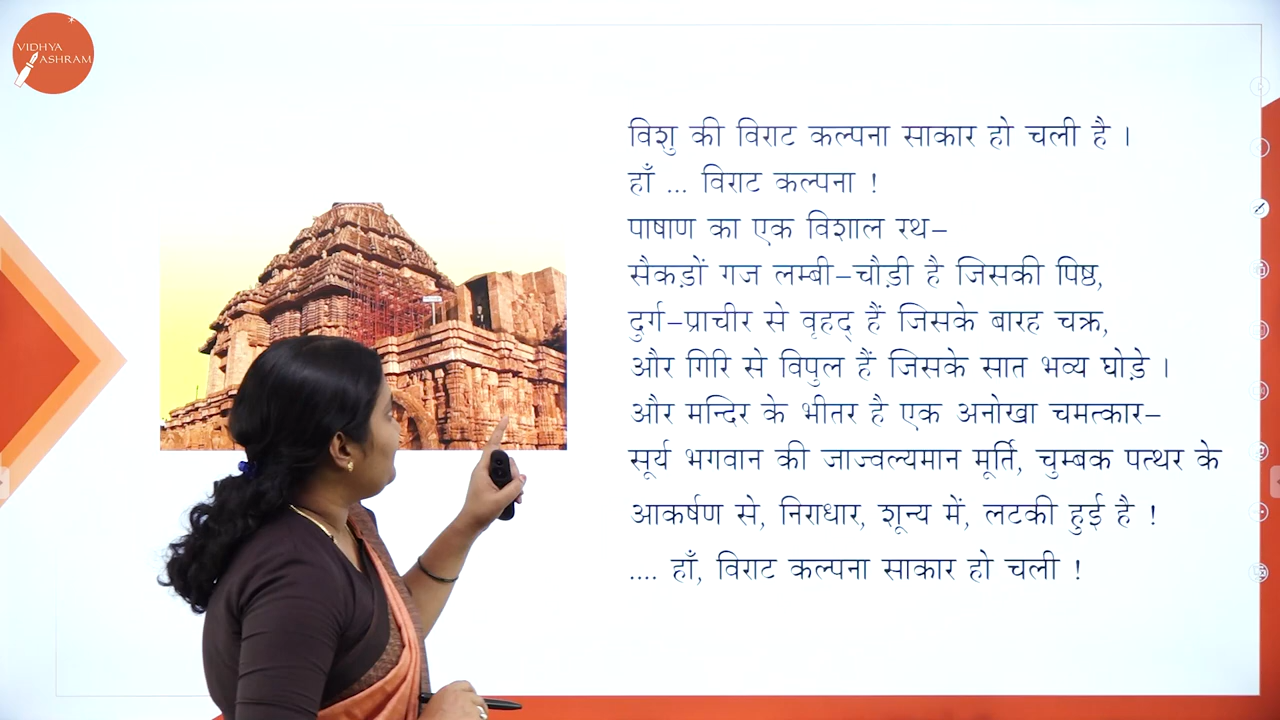 VIDHYA
ASHRAM
विशु की विराट कल्पना साकार हो चली है ।
हाँ ... विराट कल्पना !
पाषाण का एक विशाल रथ–
सैकड़ों गज लम्बी–चौड़ी है जिसकी पिष्ठ,
दुर्ग–प्राचीर से वृहद् हैं जिसके बारह चक्र,
और गिरि से विपुल हैं जिसके सात भव्य घोड़े ।
और मन्दिर के भीतर है एक अनोखा चमत्कार–
सूर्य भगवान की जाज्वल्यमान मूर्ति, चुम्बक पत्थर के
आकर्षण से, निराधार, शून्य में, लटकी हुई है !
.... हाँ, विराट कल्पना साकार हो चली !